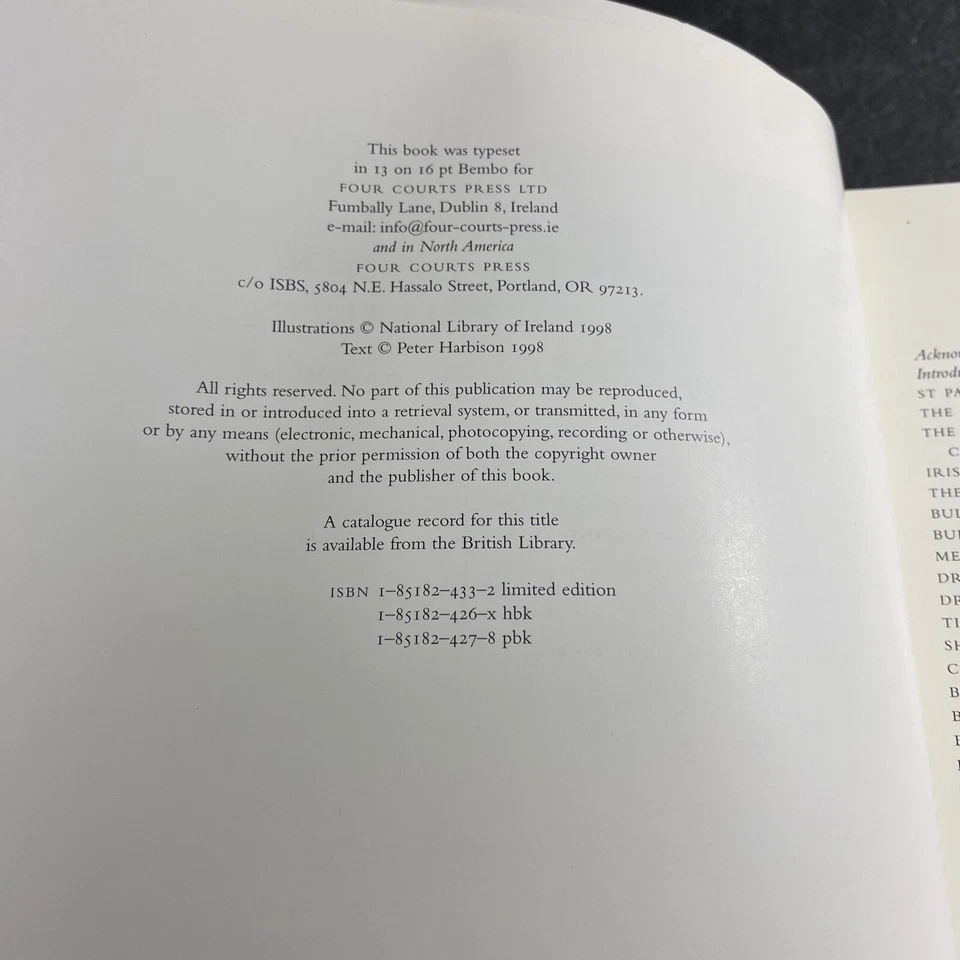 This book was typeset
in 13 on 16 pt Bembo for
FOUR COURTS PRESS LTD
Fumbally Lane, Dublin 8, Ireland
e-mail: info@four-courts-press.ie
and in North America
FOUR COURTS PRESS
c/o ISBS, 5804 N.E. Hassalo Street, Portland, OR 97213.
Illustrations © National Library of Ireland 1998
Text © Peter Harbison 1998
All rights reserved. No part of this publication may be reproduced,
stored in or introduced into a retrieval system, or transmitted, in any form
or by any means (electronic, mechanical, photocopying, recording or otherwise),
without the prior permission of both the copyright owner
and the publisher of this book.
A catalogue record for this title
is available from the British Library.
ISBN 1–85182–433–2 limited edition
1–85182–426–x hbk
1–85182–427–8 pbk
ST
THE
THE
THE